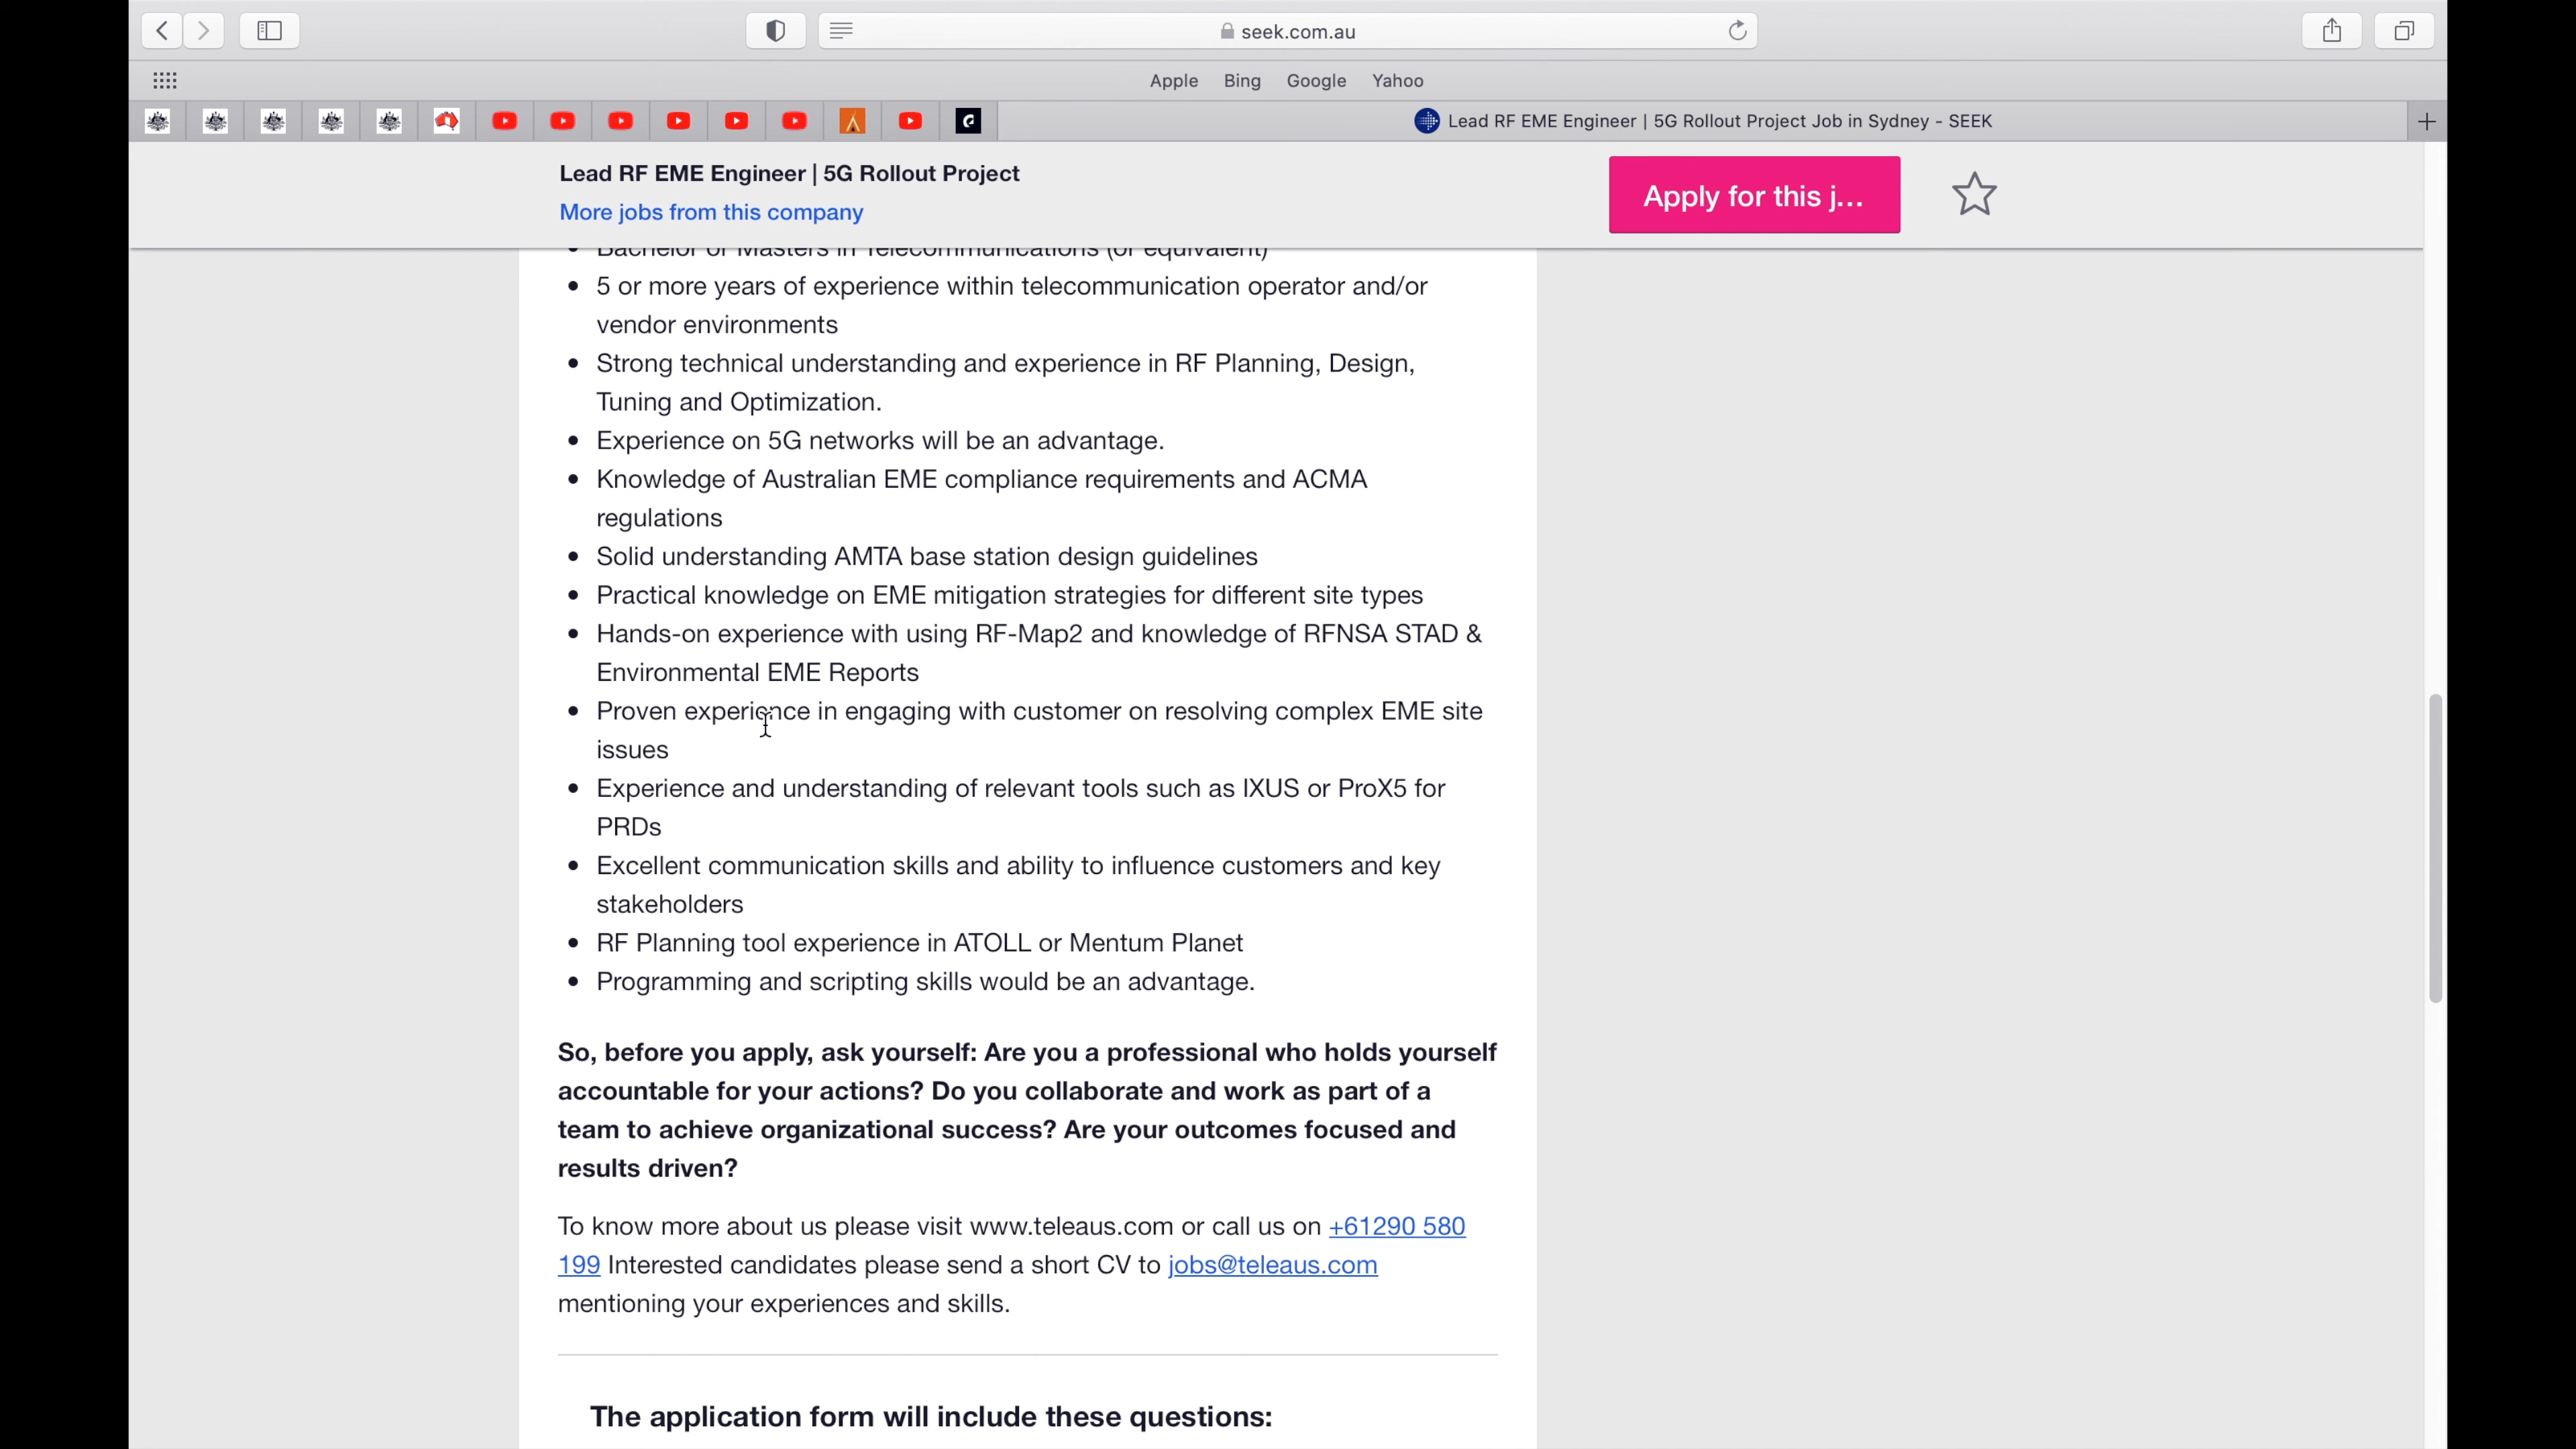 seek.com.au
Apple Bing Google Yahoo
Lead RF EME Engineer | 5G Rollout Project Job in Sydney - SEEK
Lead RF EME Engineer | 5G Rollout Project
More jobs from this company
Apply for this j...
Bachelor or Masters in Telecommunications (or equivalent)
• 5 or more years of experience within telecommunication operator and/or
vendor environments
• Strong technical understanding and experience in RF Planning, Design,
Tuning and Optimization.
• Experience on 5G networks will be an advantage.
• Knowledge of Australian EME compliance requirements and ACMA
regulations
• Solid understanding AMTA base station design guidelines
• Practical knowledge on EME mitigation strategies for different site types
• Hands-on experience with using RF-Map2 and knowledge of RFNSA STAD &
Environmental EME Reports
• Proven experience in engaging with customer on resolving complex EME site
issues
• Experience and understanding of relevant tools such as IXUS or ProX5 for
PRDs
• Excellent communication skills and ability to influence customers and key
stakeholders
• RF Planning tool experience in ATOLL or Mentum Planet
• Programming and scripting skills would be an advantage.
So, before you apply, ask yourself: Are you a professional who holds yourself
accountable for your actions? Do you collaborate and work as part of a
team to achieve organizational success? Are your outcomes focused and
results driven?
To know more about us please visit www.teleaus.com or call us on +61290 580
199 Interested candidates please send a short CV to jobs@teleaus.com
mentioning your experiences and skills.
The application form will include these questions: